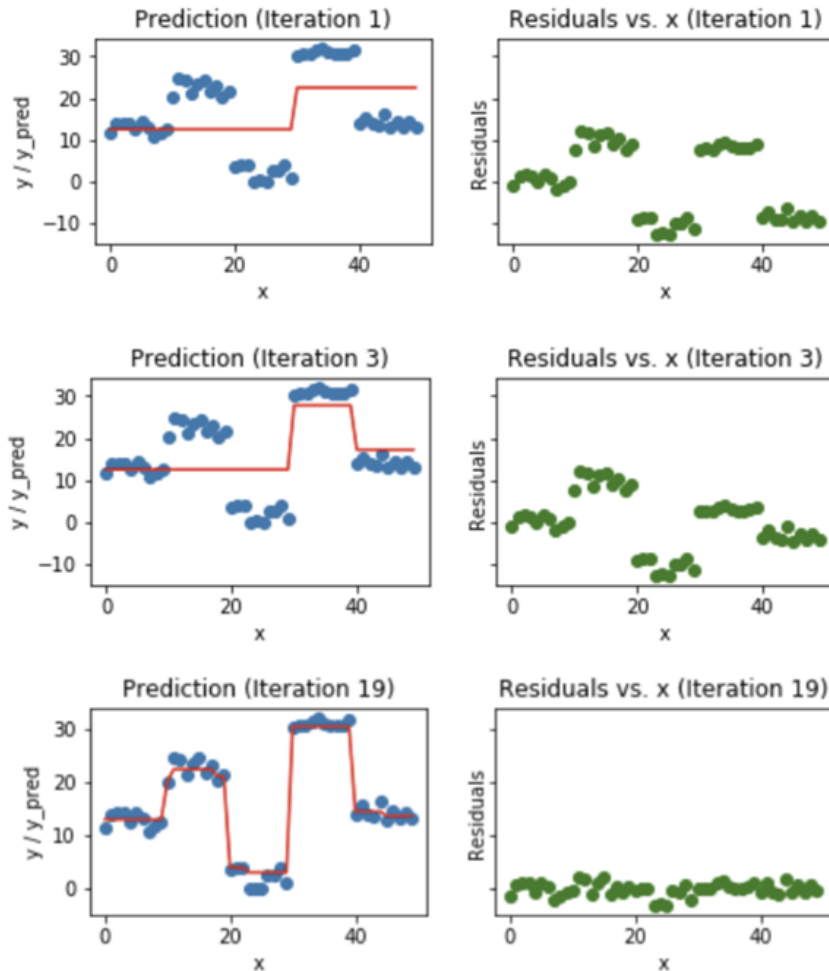 Prediction (Iteration 1)
y / y_pred
30
20
10
0
−10
0
20
40
x
Residuals vs. x (Iteration 1)
Residuals
0
20
40
x
Prediction (Iteration 3)
y / y_pred
30
20
10
0
−10
0
20
40
x
Residuals vs. x (Iteration 3)
Residuals
0
20
40
x
Prediction (Iteration 19)
y / y_pred
30
20
10
0
0
20
40
x
Residuals vs. x (Iteration 19)
Residuals
0
20
40
x